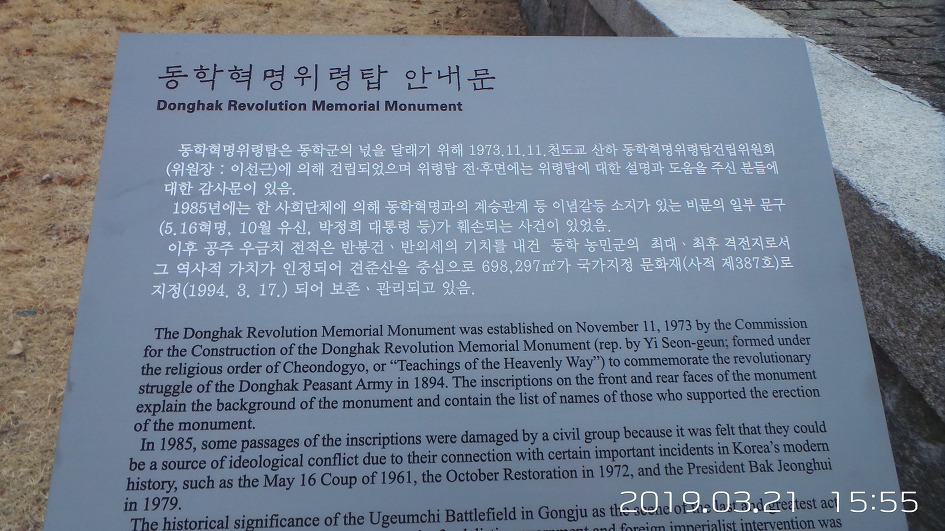 동학혁명위령탑 안내문
Donghak Revolution Memorial Monument
동학혁명위령탑은 동학군의 넋을 달래기 위해 1973.11.11.천도교 산하 동학혁명위령탑건립위원회
(위원장 : 이선근)에 의해 건립되었으며 위령탑 전·후면에는 위령탑에 대한 설명과 도움을 주신 분들에
대한 감사문이 있음.
1985년에는 한 사회단체에 의해 동학혁명과의 계승관계 등 이념갈등 소지가 있는 비문의 일부 문구
(5.16혁명, 10월 유신, 박정희 대통령 등)가 훼손되는 사건이 있었음.
이후 공주 우금치 전적은 반봉건、반외세의 기치를 내건 동학 농민군의 최대、최후 격전지로서
그 역사적 가치가 인정되어 견준산을 중심으로 698,297㎡가 국가지정 문화재(사적 제387호)로
지정(1994. 3. 17.) 되어 보존、관리되고 있음.
The Donghak Revolution Memorial Monument was established on November 11, 1973 by the Commission
for the Construction of the Donghak Revolution Memorial Monument (rep. by Yi Seon-geun; formed under
the religious order of Cheondogyo, or “Teachings of the Heavenly Way”) to commemorate the revolutionary
struggle of the Donghak Peasant Army in 1894. The inscriptions on the front and rear faces of the monument
explain the background of the monument and contain the list of names of those who supported the erection
of the monument.
In 1985, some passages of the inscriptions were damaged by a civil group because it was felt that they could
be a source of ideological conflict due to their connection with certain important incidents in Korea’s modern
history, such as the May 16 Coup of 1961, the October Restoration in 1972, and the President Bak Jeonghui
in 1979.
The historical significance of the Ugeumchi Battlefield in Gongju as the scene of the last and greatest act
government and foreign imperialist intervention was
2019.03.21 15:55